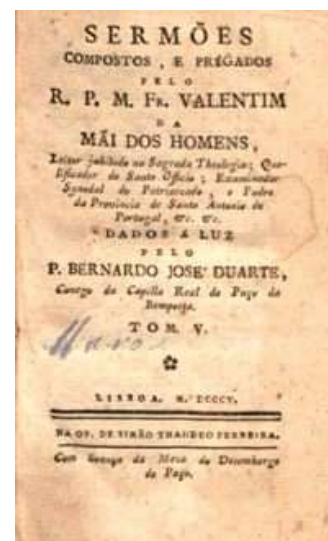 SERMÕES
COMPOSTOS, E PRÉGADOS
PELO
R. P. M. FR. VALENTIM
DA
MÃI DOS HOMENS,
Leitor jubilado na Sagrada Theologia; Qua-
lificador do Santo Officio; Examinador
Synodal do Patriarcado, e Padre
da Provincia de Santo Antonio de
Portugal, &c. &c.
DADOS Á LUZ
PELO
P. BERNARDO JOSE' DUARTE,
Conego da Capella Real do Paço da
Bemposta.
TOM. V.
LISBOA. M.DCCCV.
NA OF. DE SIMÃO THADDEO FERREIRA.
Com licença da Meza do Desembargo
do Paço.